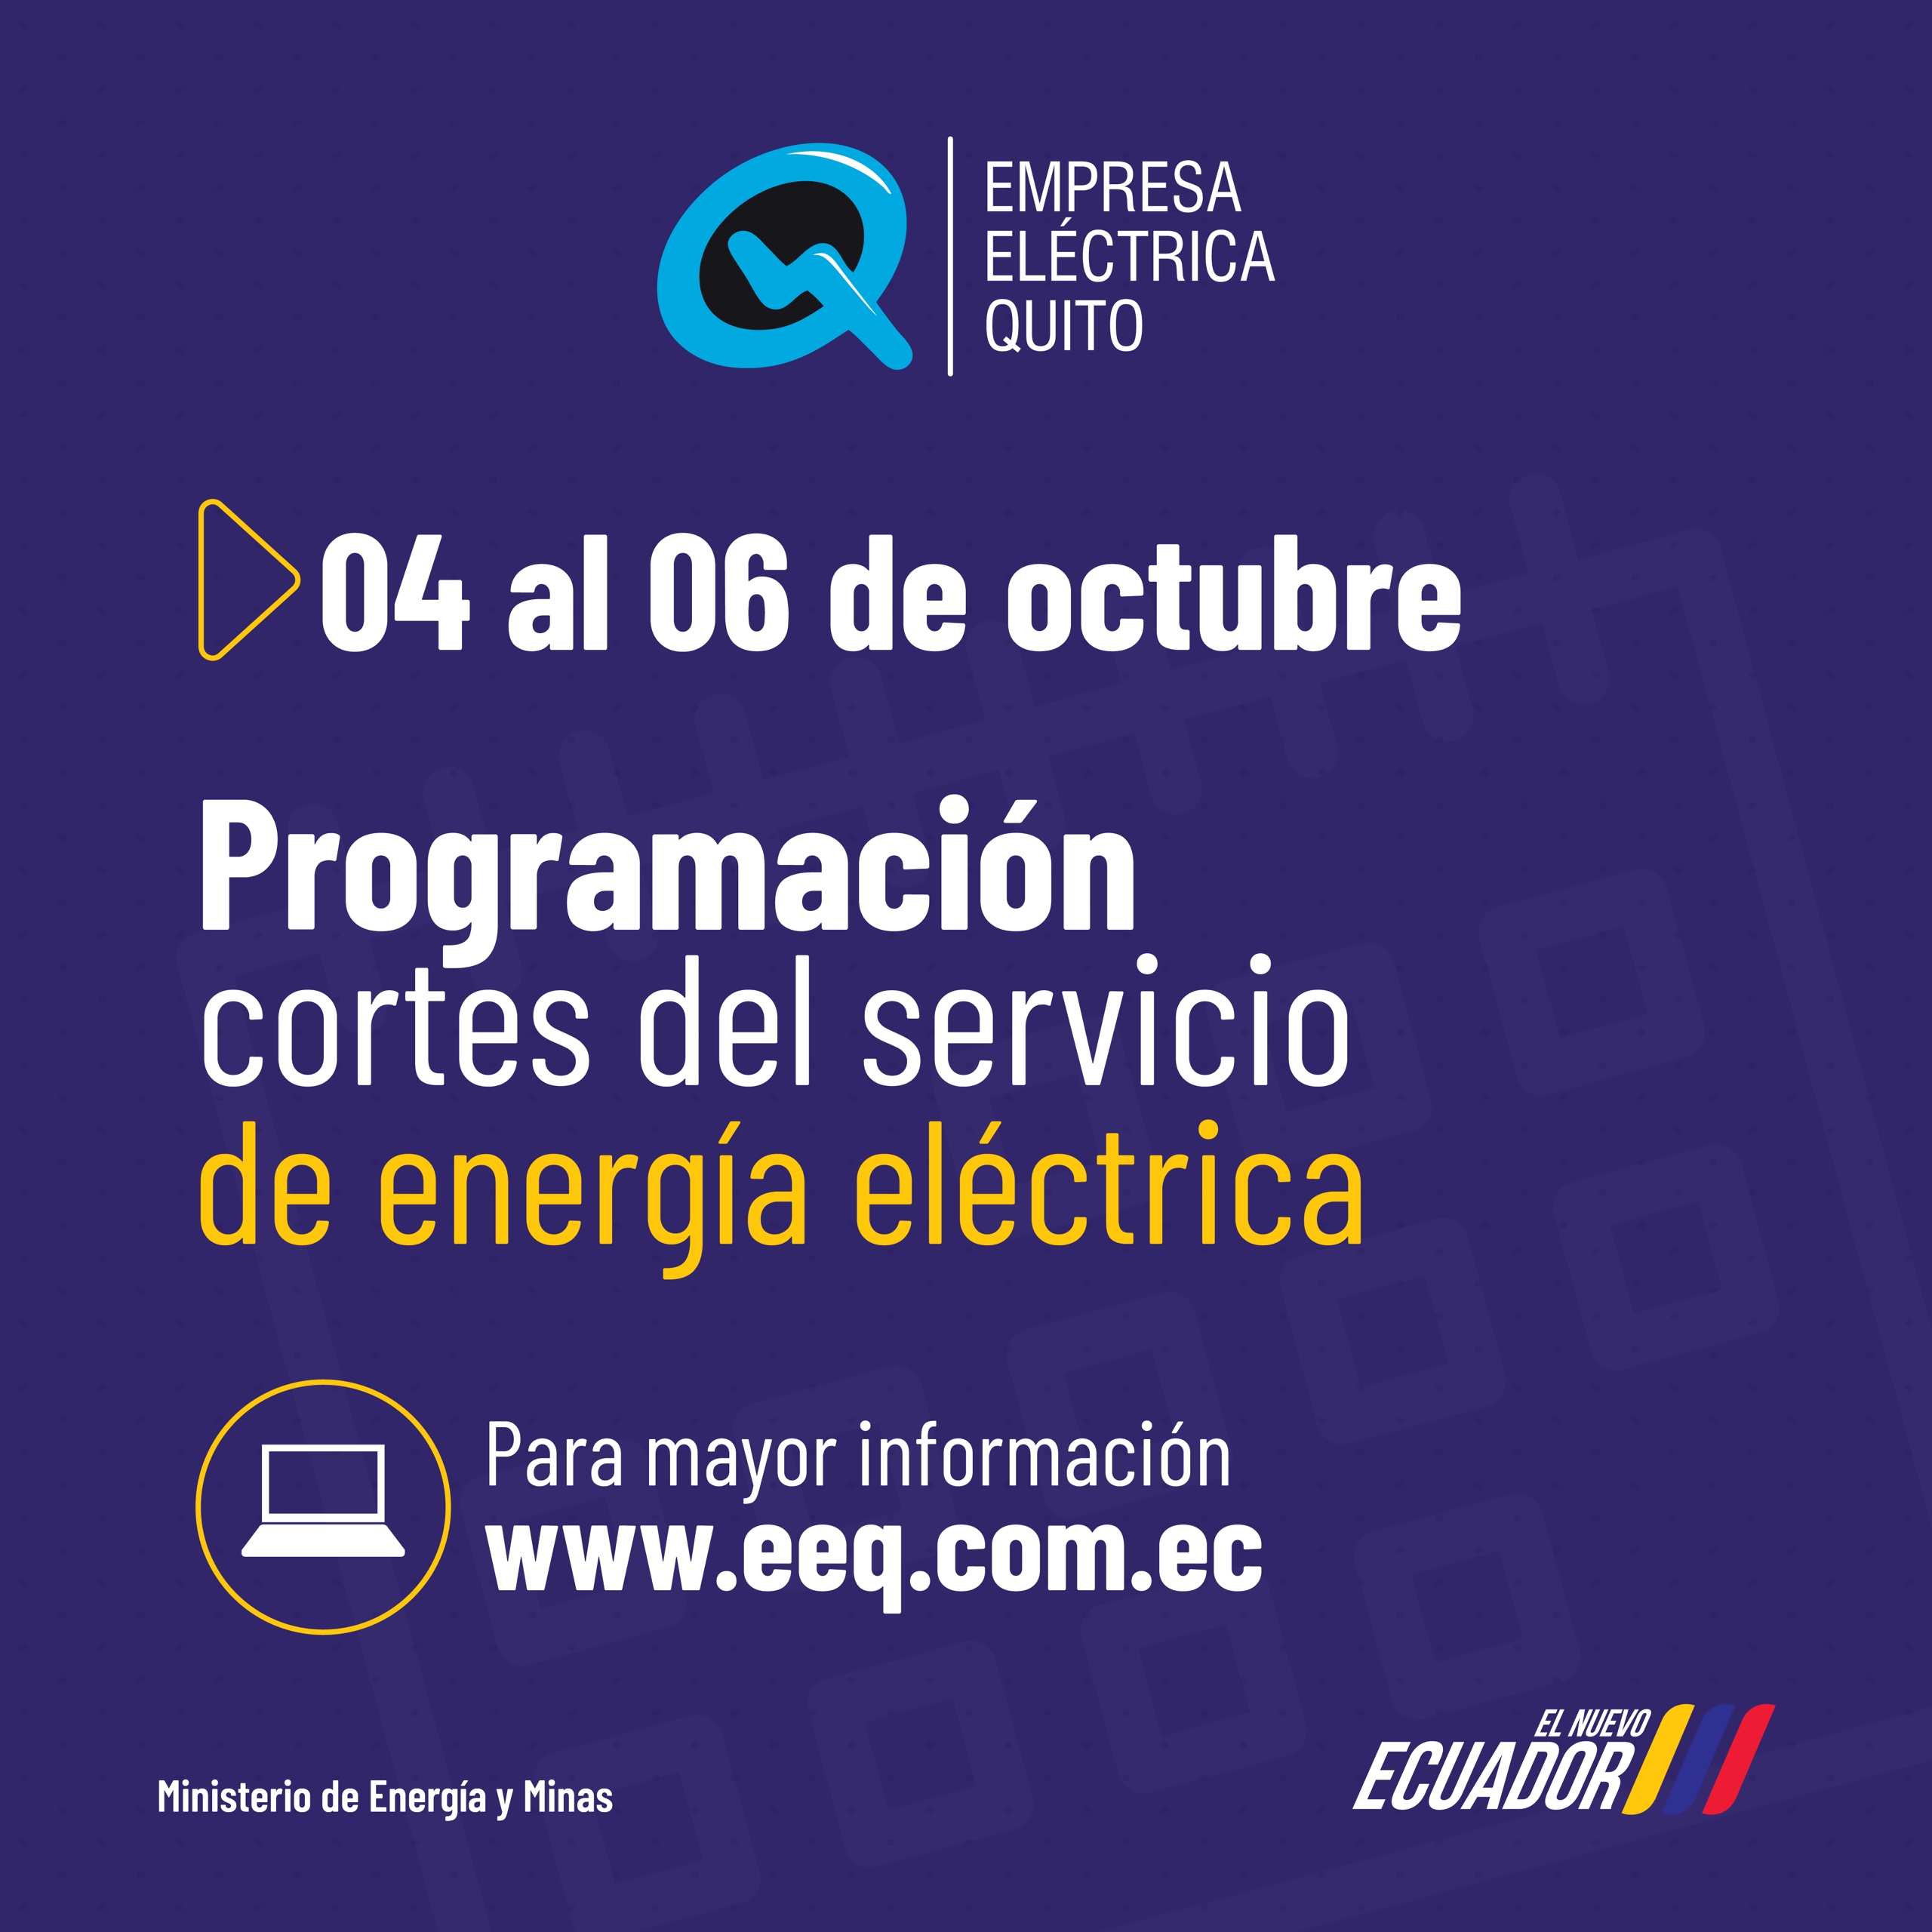 EMPRESA
ELÉCTRICA
QUITO
04 al 06 de octubre
Programación
cortes del servicio
de energía eléctrica
Para mayor información
www.eeq.com.ec
EL NUEVO
ECUADOR
Ministerio de Energía y Minas